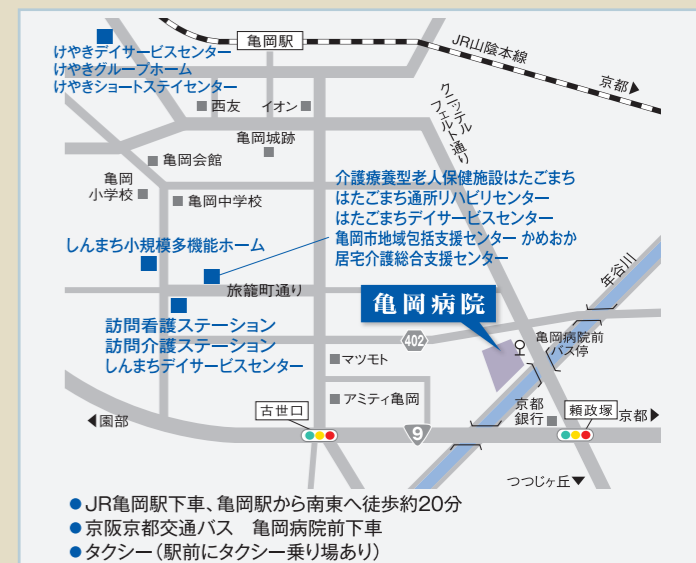 亀岡駅
JR山陰本線
京都▶
けやきデイサービスセンター
けやきグループホーム
けやきショートステイセンター
西友
イオン
クニッテルフェルト通り
亀岡城跡
亀岡会館
亀岡
小学校
亀岡中学校
介護療養型老人保健施設はたごまち
はたごまち通所リハビリセンター
はたごまちデイサービスセンター
亀岡市地域包括支援センター かめおか
居宅介護総合支援センター
しんまち小規模多機能ホーム
旅籠町通り
年谷川
亀岡病院
訪問看護ステーション
訪問介護ステーション
しんまちデイサービスセンター
402
亀岡病院前
バス停
マツモト
アミティ亀岡
京都
銀行
古世口
頼政塚
京都▶
◀園部
9
つつじヶ丘▼
●JR亀岡駅下車、亀岡駅から南東へ徒歩約20分
●京阪京都交通バス 亀岡病院前下車
●タクシー(駅前にタクシー乗り場あり)